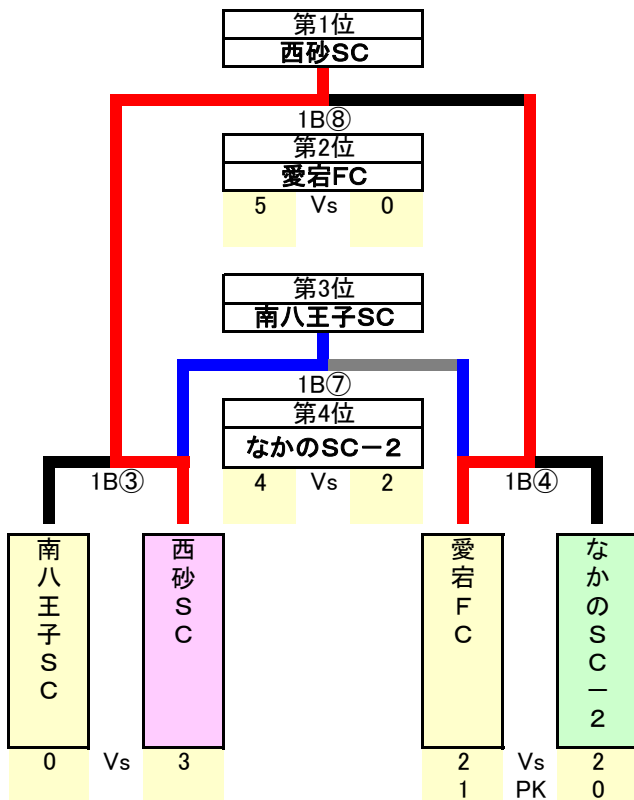 第1位
西砂SC
1B⑧
第2位
愛宕FC
5 Vs 0
第3位
南八王子SC
1B⑦
第4位
なかのSC－2
1B③
4 Vs 2
1B④
南八王子SC
西砂SC
愛宕FC
なかのSC－2
0 Vs 3
2 Vs 2
1 PK 0